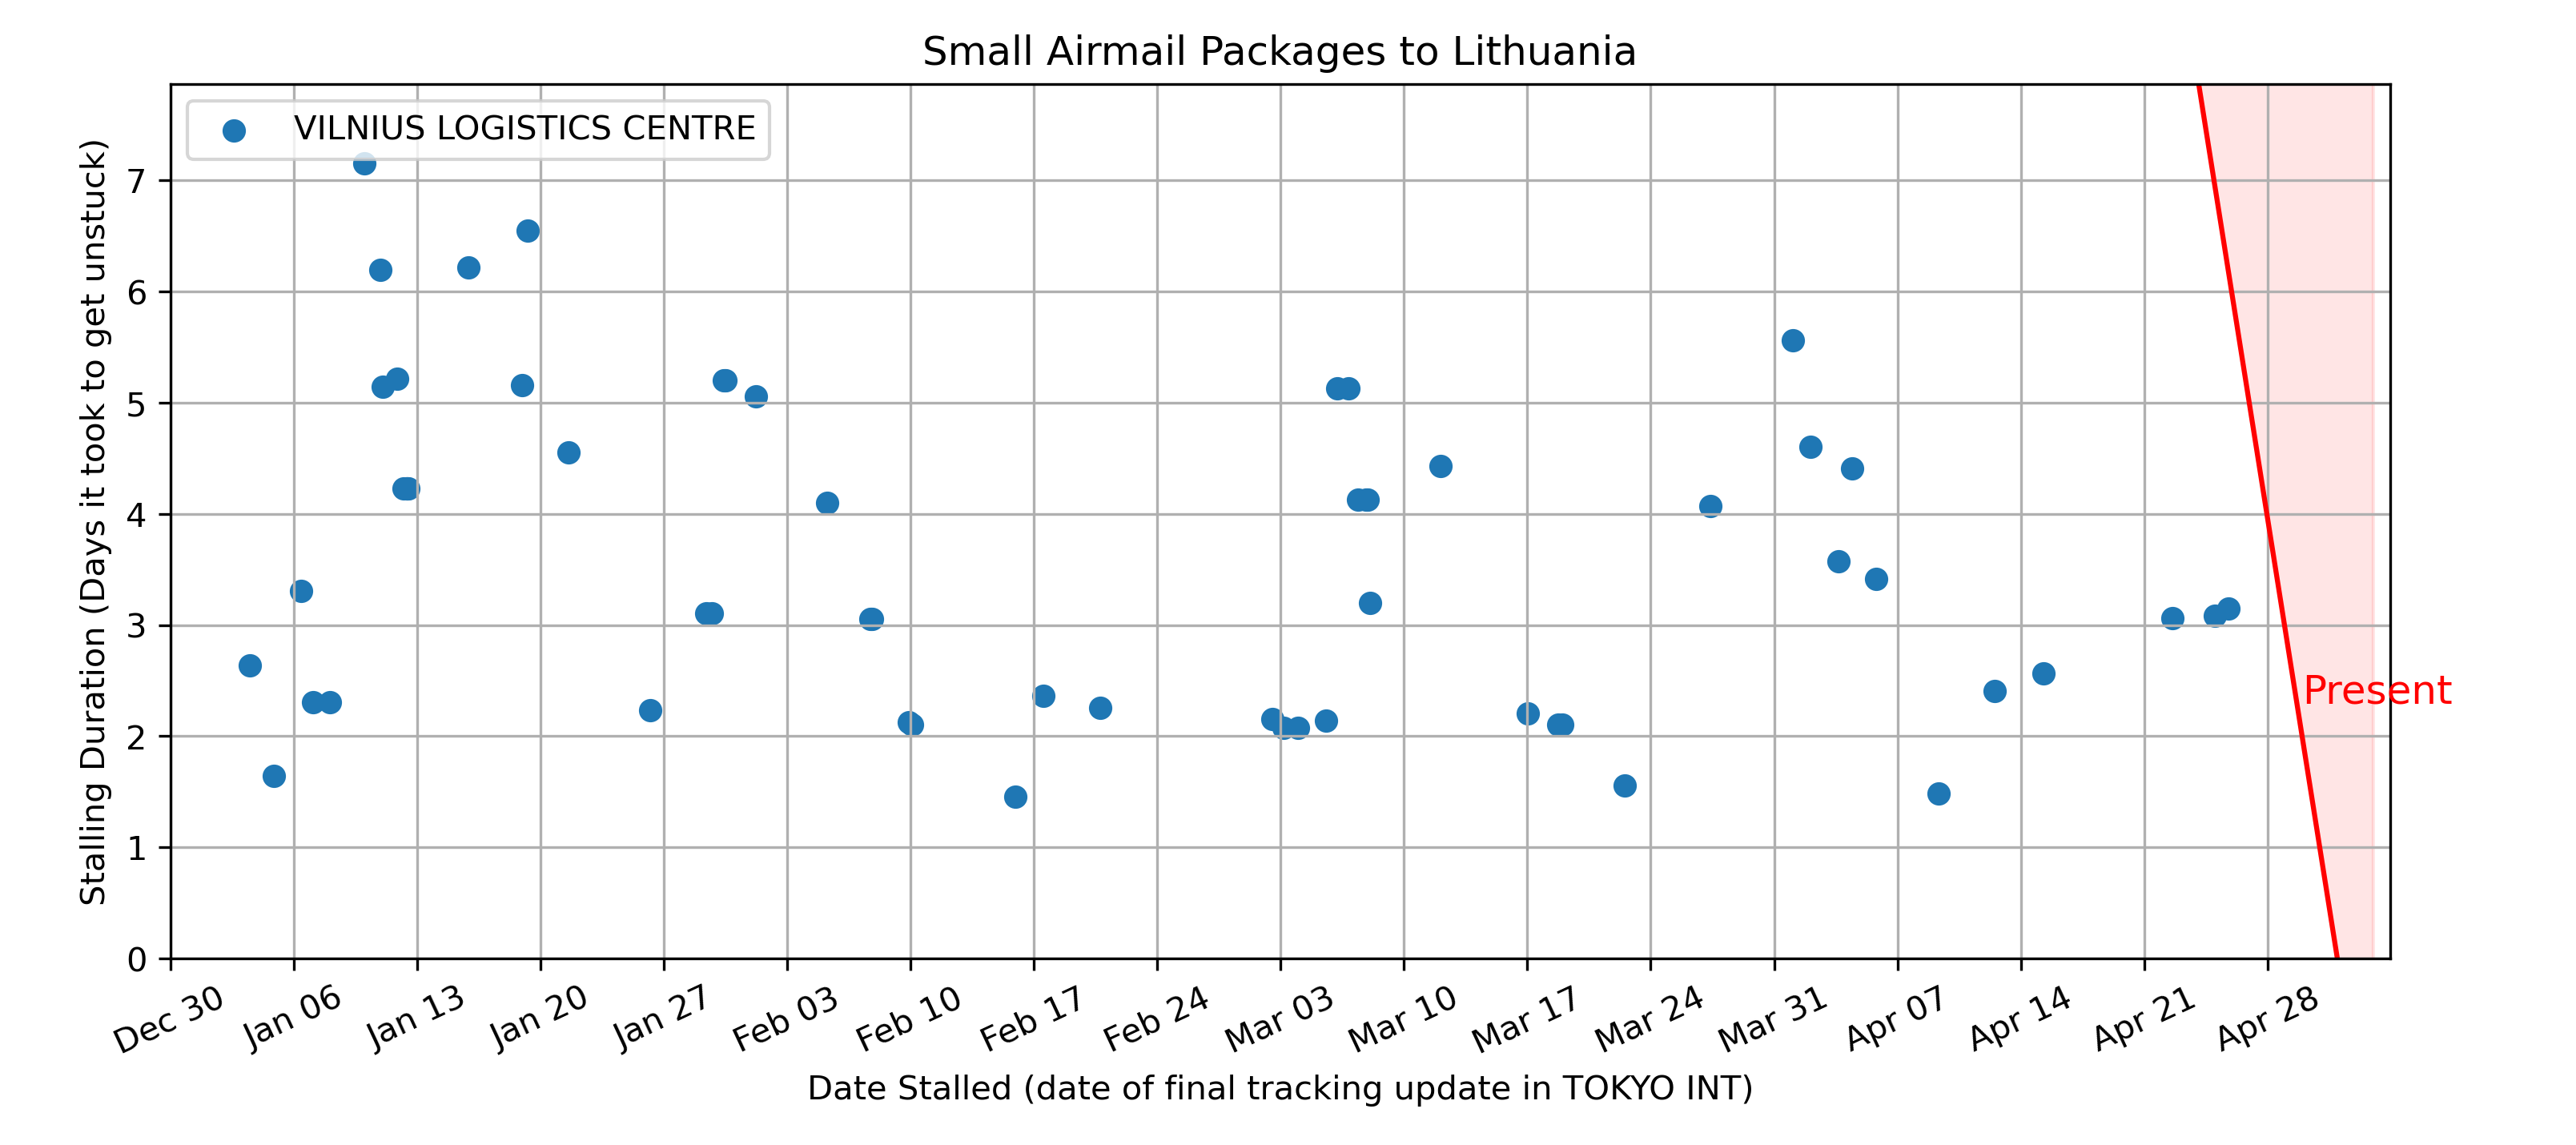 Small Airmail Packages to Lithuania
VILNIUS LOGISTICS CENTRE
Stalling Duration (Days it took to get unstuck)
7
6
5
4
3
2
1
0
Present
Dec 30
Jan 06
Jan 13
Jan 20
Jan 27
Feb 03
Feb 10
Feb 17
Feb 24
Mar 03
Mar 10
Mar 17
Mar 24
Mar 31
Apr 07
Apr 14
Apr 21
Apr 28
Date Stalled (date of final tracking update in TOKYO INT)